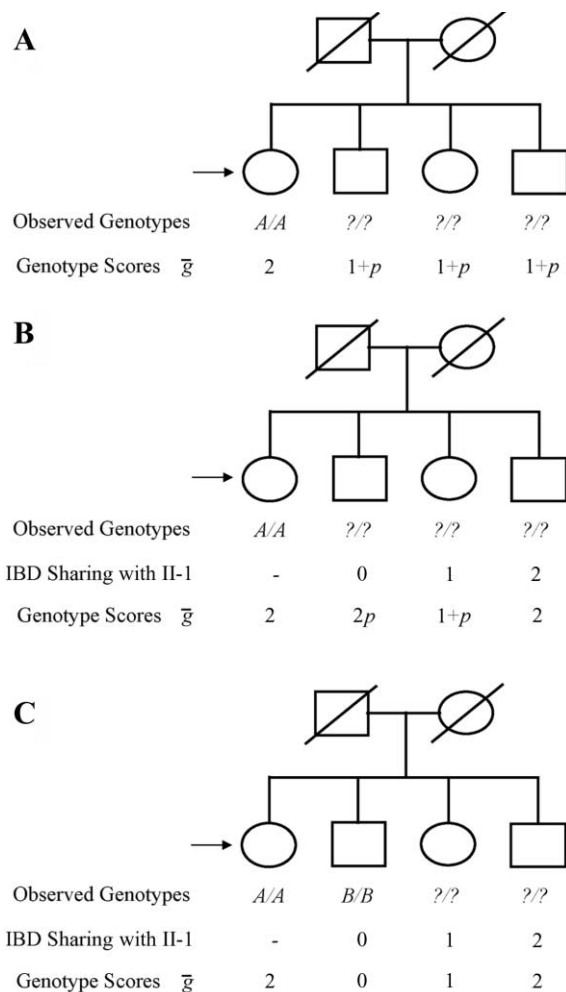 A
Observed Genotypes A/A ?/? ?/? ?/?
Genotype Scores g̅ 2 1+p 1+p 1+p
B
Observed Genotypes A/A ?/? ?/? ?/?
IBD Sharing with II-1 - 0 1 2
Genotype Scores g̅ 2 2p 1+p 2
C
Observed Genotypes A/A B/B ?/? ?/?
IBD Sharing with II-1 - 0 1 2
Genotype Scores g̅ 2 0 1 2